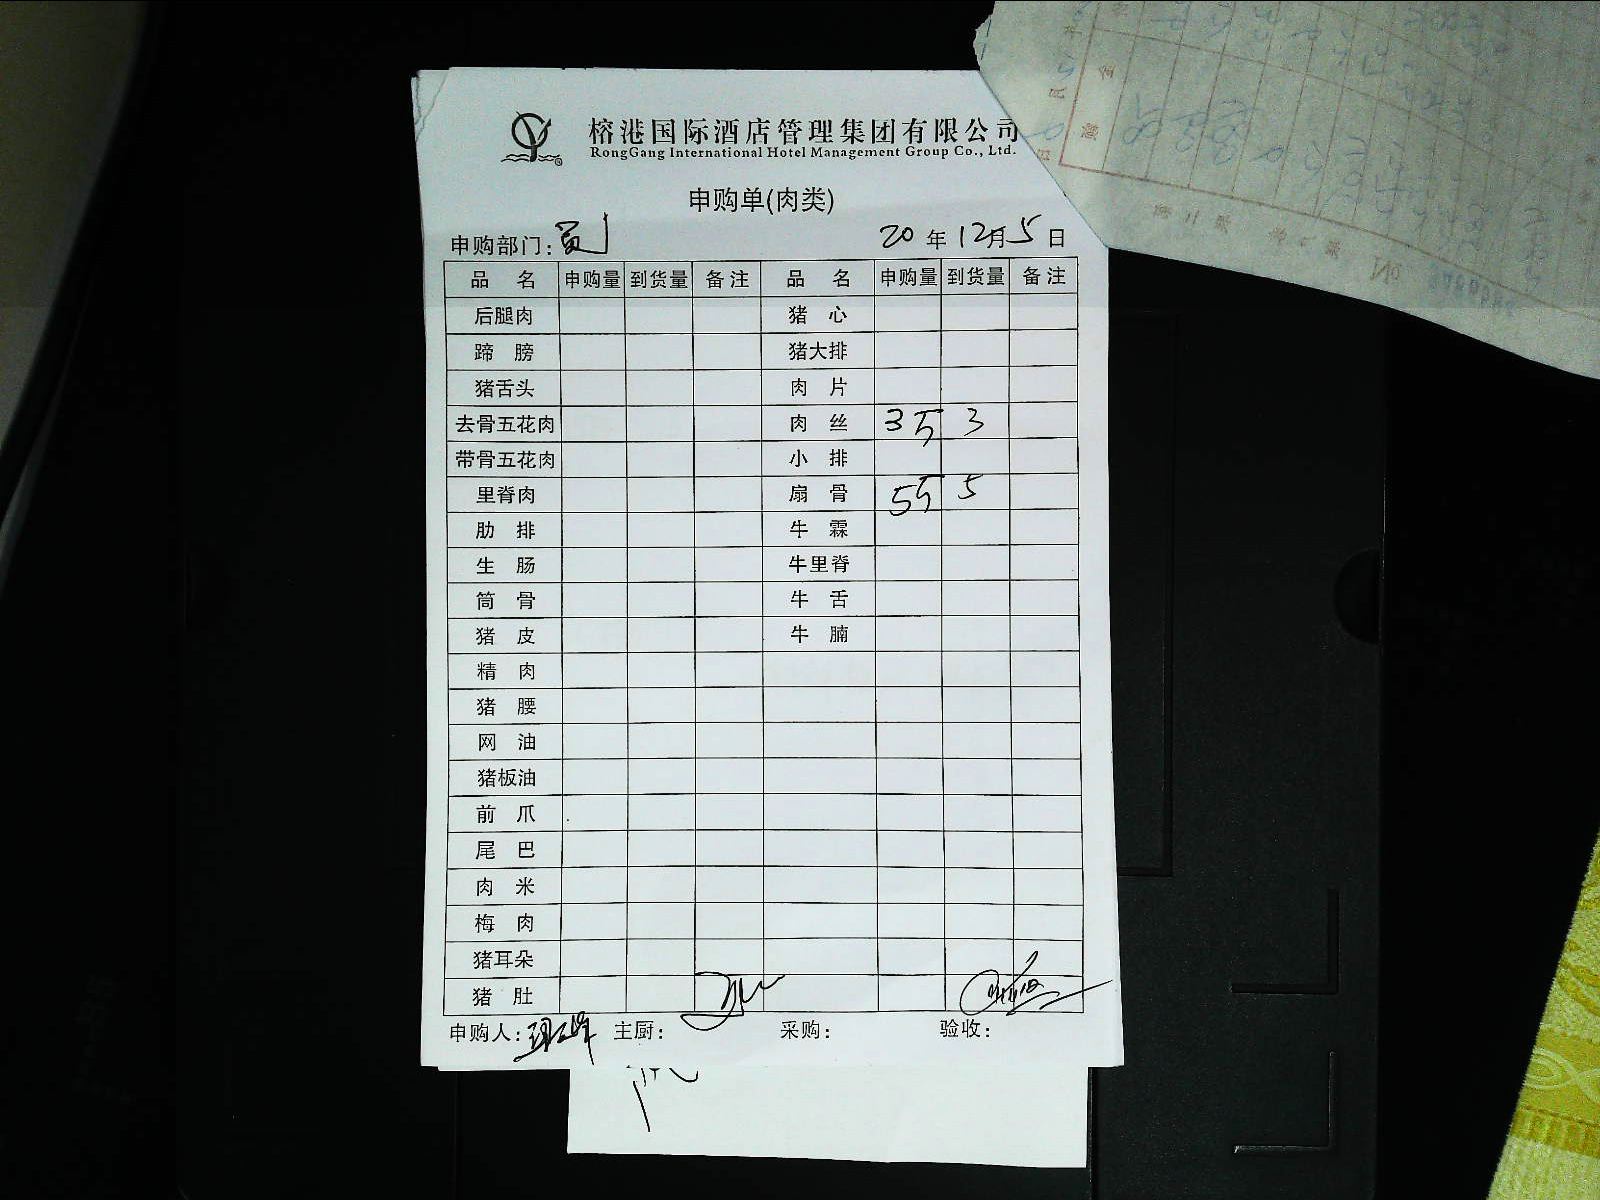 榕港国际酒店管理集团有限公司
RongGang International Hotel Management Group Co., Ltd.
申购单(肉类)
申购部门: 20 年 12月 5 日
品 名 申购量 到货量 备注 品 名 申购量 到货量 备注
后腿肉 猪 心
蹄 膀 猪大排
猪舌头 肉 片
去骨五花肉 肉 丝 3斤 3
带骨五花肉 小 排
里脊肉 扇 骨 5斤 5
肋 排 牛 霖
生 肠 牛里脊
筒 骨 牛 舌
猪 皮 牛 腩
精 肉
猪 腰
网 油
猪板油
前 爪
尾 巴
肉 米
梅 肉
猪耳朵
猪 肚
申购人: 主厨: 采购: 验收: